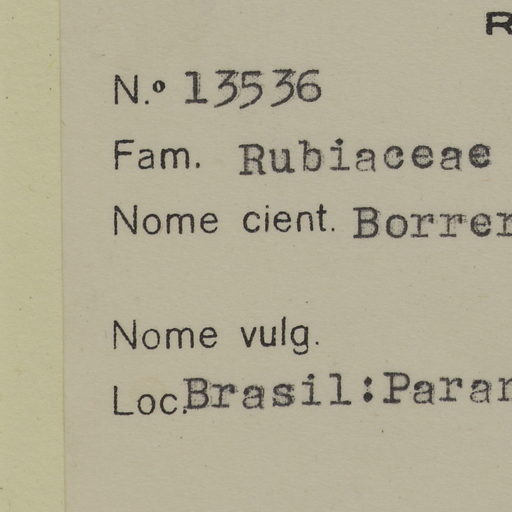 R
N.º 13536
Fam. Rubiaceae
Nome cient. Borrer
Nome vulg.
Loc. Brasil:Paran